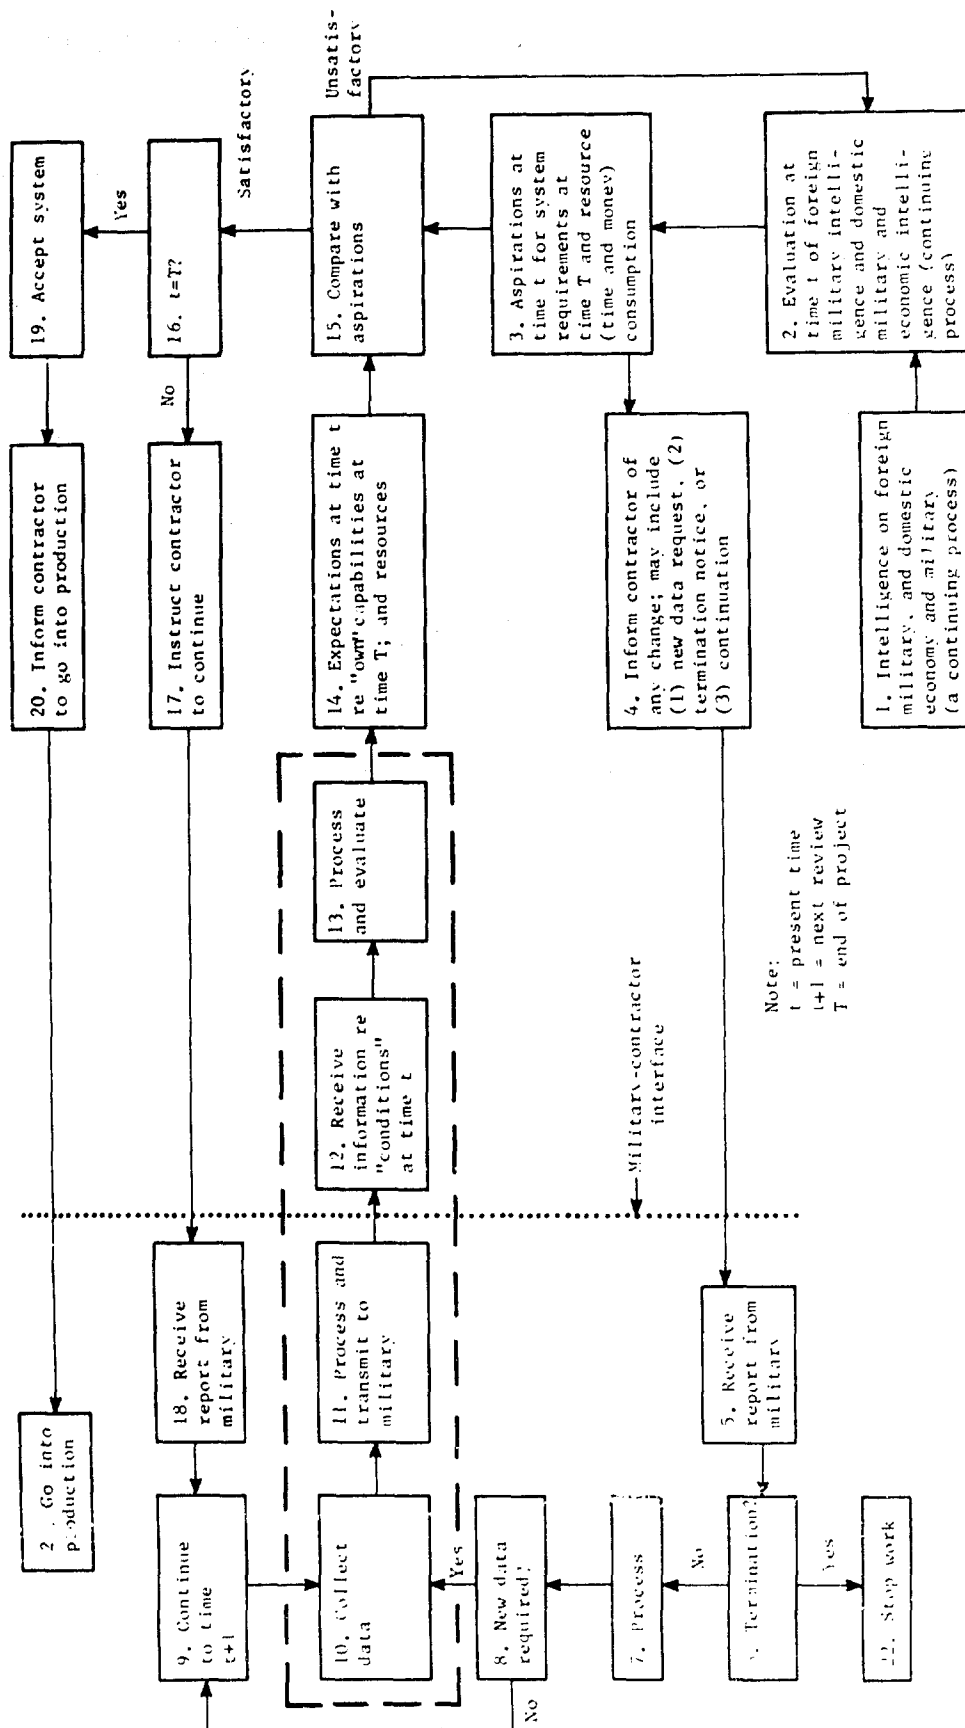 2 . Go into
production
20. Inform contractor
to go into production
19. Accept system
Yes
9. Continue
to time
t+1
18. Receive
report from
military
17. Instruct contractor
to continue
No
16. t=T?
Satisfactory
10. Collect
data
11. Process and
transmit to
military
12. Receive
information re
"conditions"
at time t
13. Process
and evaluate
14. Expectations at time t
re "own" capabilities at
time T; and resources
15. Compare with
aspirations
Unsatis-
factory
Yes
No
8. New data
required?
7. Process
No
. Termination?
Yes
22. Stop work
5. Receive
report from
military
Military-contractor
interface
4. Inform contractor of
any change; may include
(1) new data request, (2)
termination notice, or
(3) continuation
3. Aspirations at
time t for system
requirements at
time T and resource
(time and money)
consumption
Note:
t = present time
t+1 = next review
T = end of project
1. Intelligence on foreign
military, and domestic
economy and military
(a continuing process)
2. Evaluation at
time t of foreign
military intelli-
gence and domestic
military and
economic intelli-
gence (continuing
process)